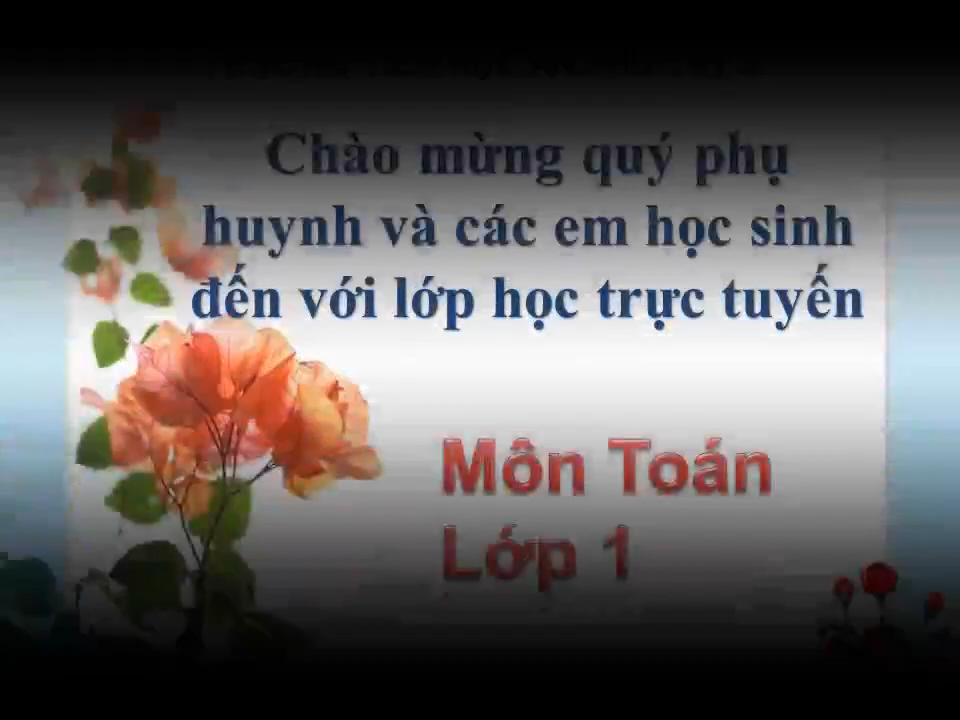 Chào mừng quý phụ
huynh và các em học sinh
đến với lớp học trực tuyến
Môn Toán
Lớp 1